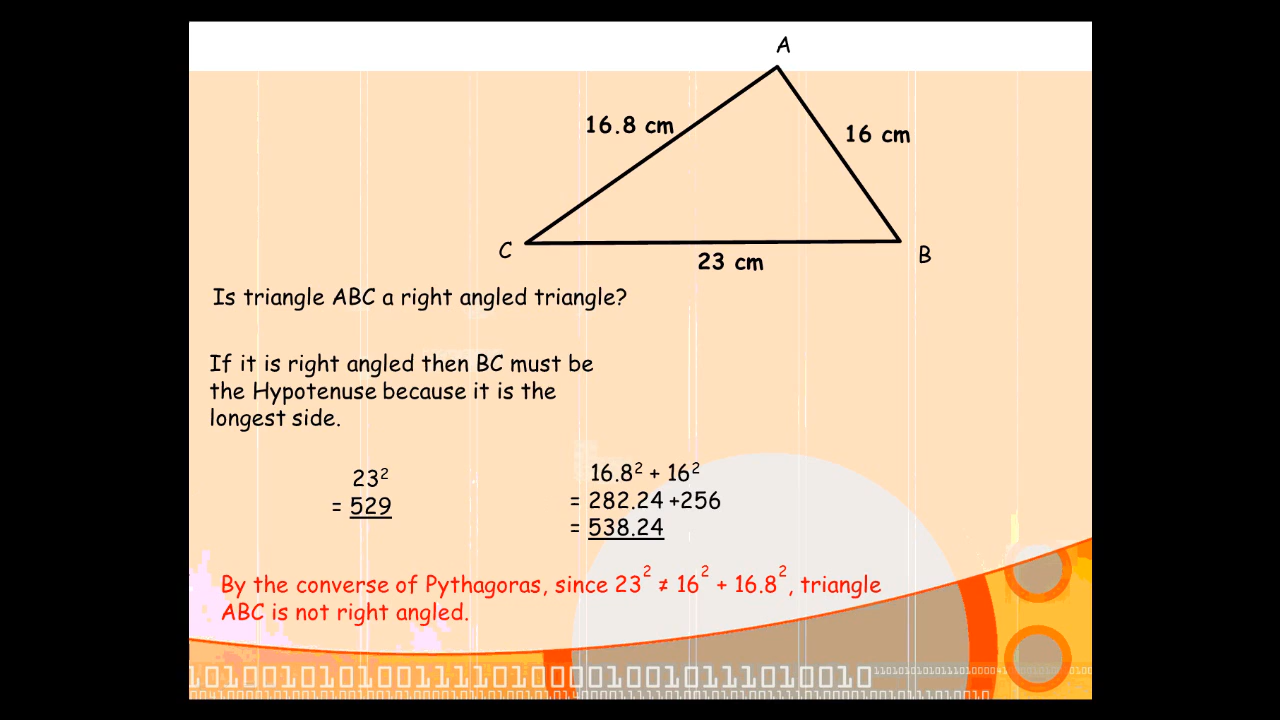 A
16.8 cm
16 cm
C
B
23 cm
Is triangle ABC a right angled triangle?
If it is right angled then BC must be
the Hypotenuse because it is the
longest side.
23²
= 529
16.8² + 16²
= 282.24 +256
= 538.24
By the converse of Pythagoras, since 23² ≠ 16² + 16.8², triangle
ABC is not right angled.